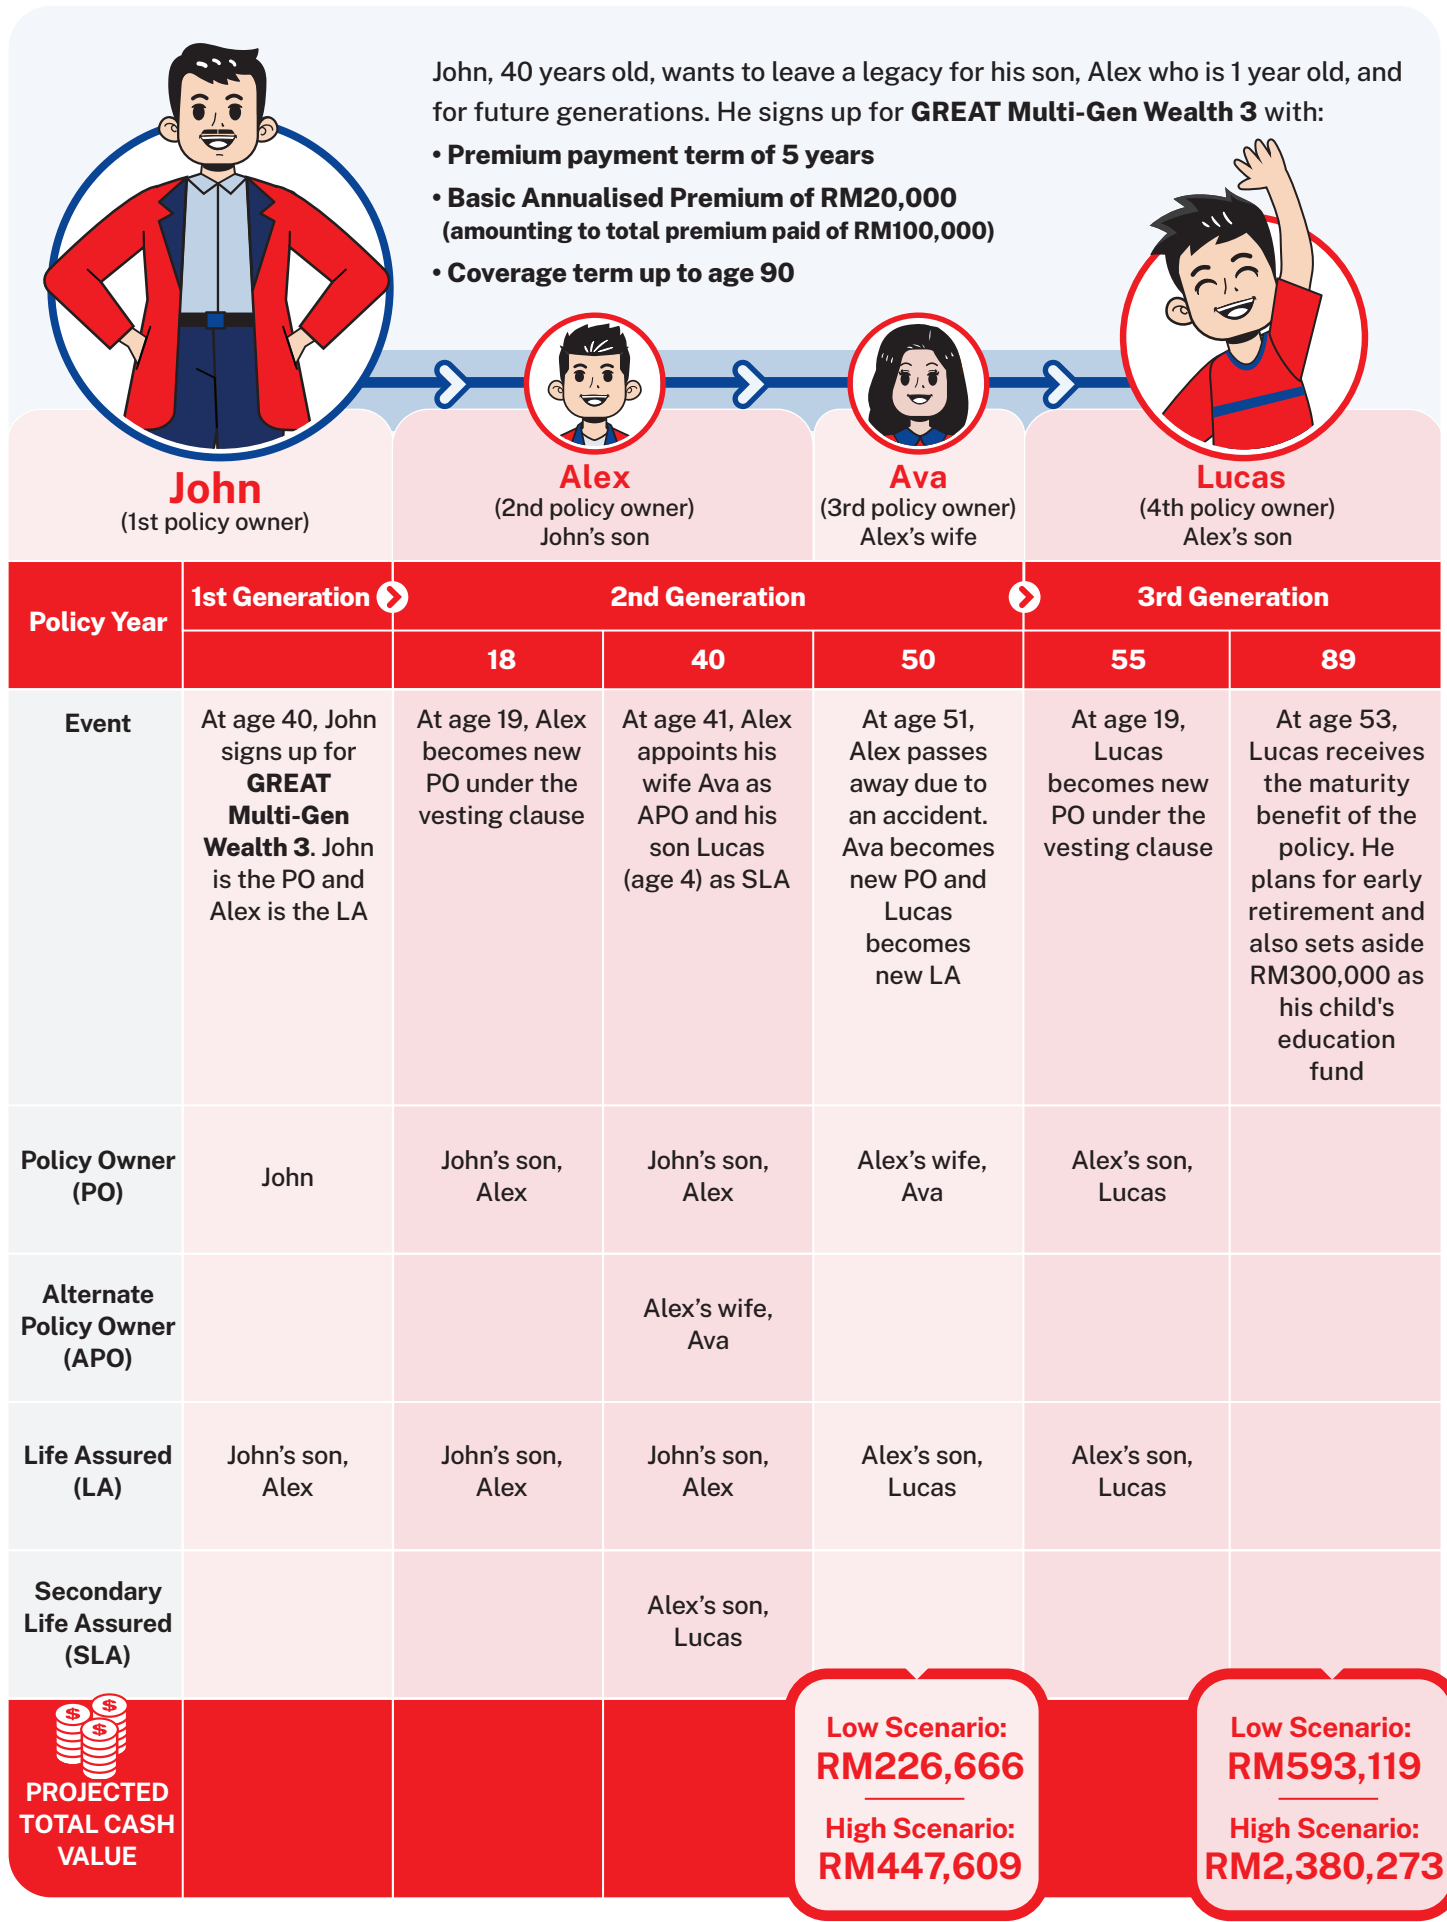 John, 40 years old, wants to leave a legacy for his son, Alex who is 1 year old, and
for future generations. He signs up for GREAT Multi-Gen Wealth 3 with:
• Premium payment term of 5 years
• Basic Annualised Premium of RM20,000
(amounting to total premium paid of RM100,000)
• Coverage term up to age 90
John
(1st policy owner)
Alex
(2nd policy owner)
John’s son
Ava
(3rd policy owner)
Alex’s wife
Lucas
(4th policy owner)
Alex’s son
Policy Year
1st Generation
2nd Generation
3rd Generation
18
40
50
55
89
Event
At age 40, John
signs up for
GREAT
Multi-Gen
Wealth 3. John
is the PO and
Alex is the LA
At age 19, Alex
becomes new
PO under the
vesting clause
At age 41, Alex
appoints his
wife Ava as
APO and his
son Lucas
(age 4) as SLA
At age 51,
Alex passes
away due to
an accident.
Ava becomes
new PO and
Lucas
becomes
new LA
At age 19,
Lucas
becomes new
PO under the
vesting clause
At age 53,
Lucas receives
the maturity
benefit of the
policy. He
plans for early
retirement and
also sets aside
RM300,000 as
his child's
education
fund
Policy Owner
(PO)
John
John’s son,
Alex
John’s son,
Alex
Alex’s wife,
Ava
Alex’s son,
Lucas
Alternate
Policy Owner
(APO)
Alex’s wife,
Ava
Life Assured
(LA)
John’s son,
Alex
John’s son,
Alex
John’s son,
Alex
Alex’s son,
Lucas
Alex’s son,
Lucas
Secondary
Life Assured
(SLA)
Alex’s son,
Lucas
$ $
$
PROJECTED
TOTAL CASH
VALUE
Low Scenario:
RM226,666
High Scenario:
RM447,609
Low Scenario:
RM593,119
High Scenario:
RM2,380,273